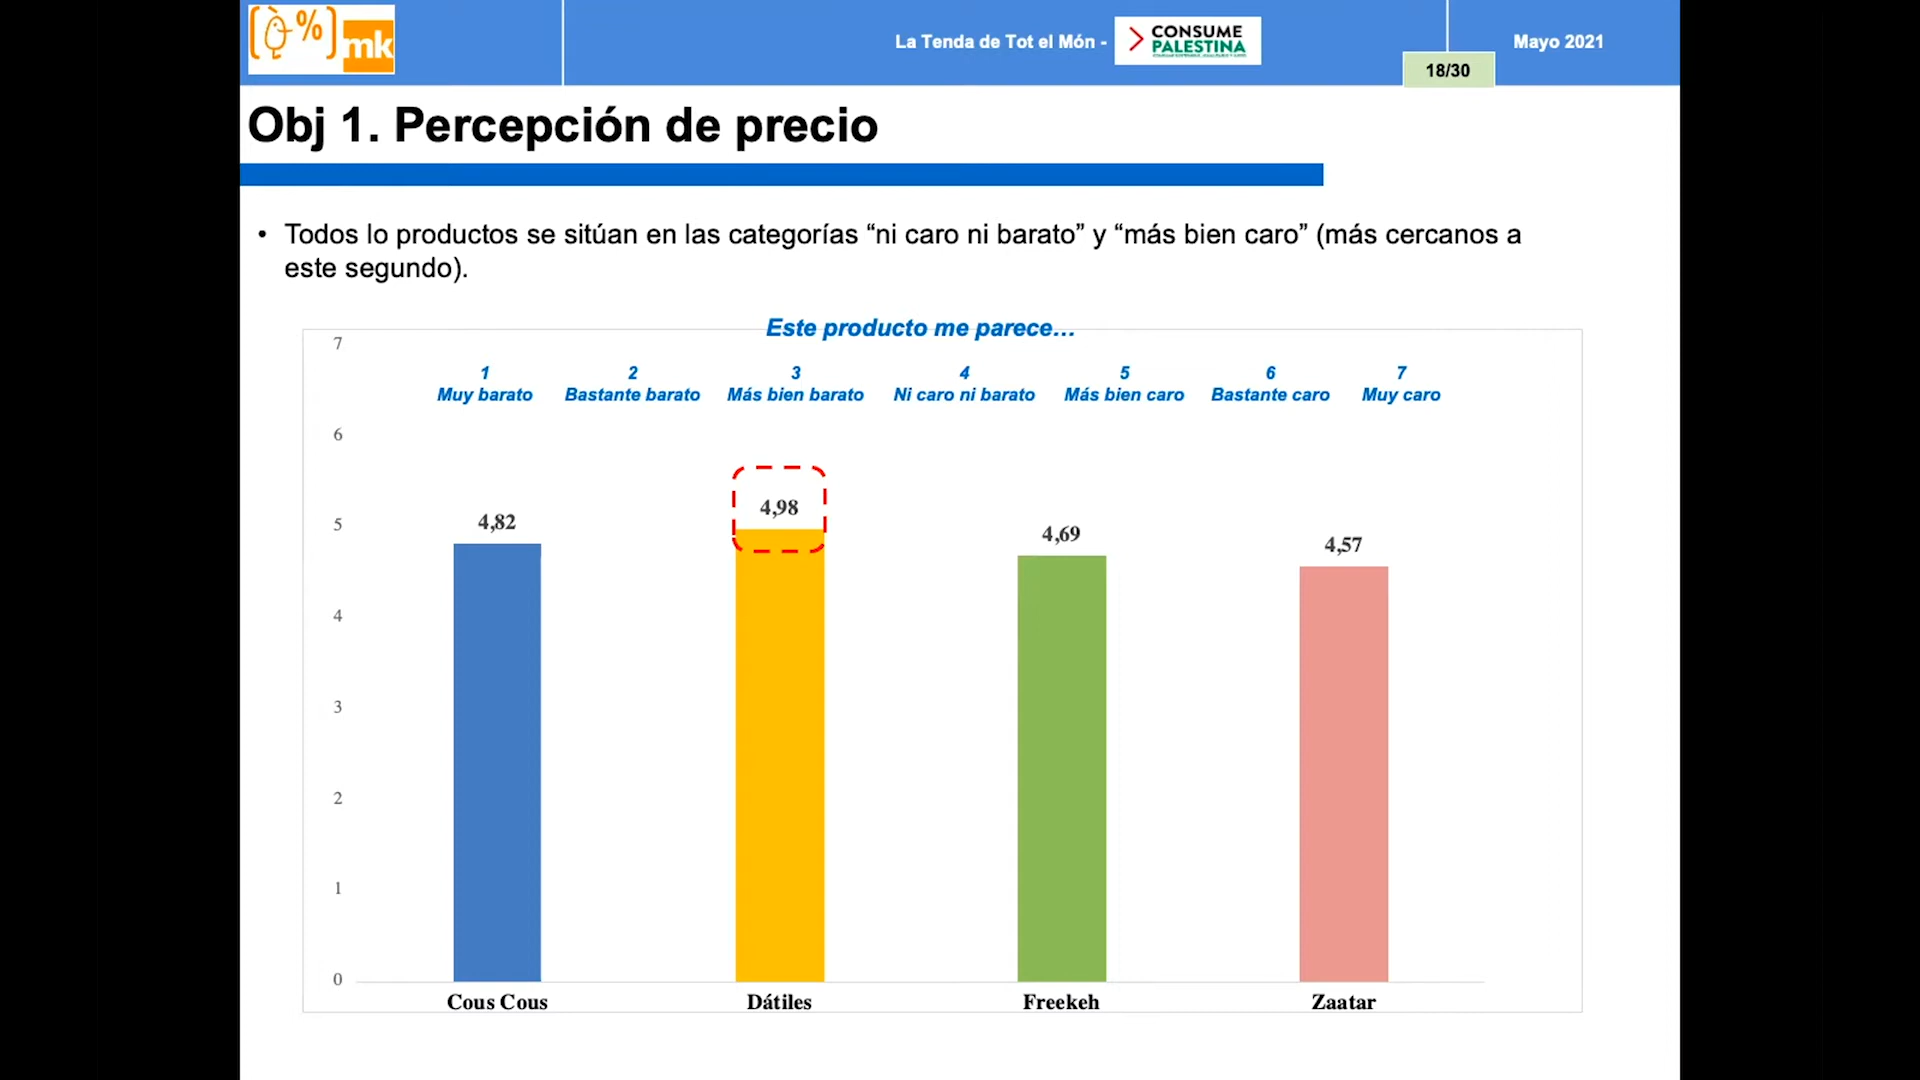 %
mk
La Tenda de Tot el Món -
CONSUME
PALESTINA
18/30
Mayo 2021
Obj 1. Percepción de precio
• Todos lo productos se sitúan en las categorías “ni caro ni barato” y “más bien caro” (más cercanos a
este segundo).
Este producto me parece...
1 2 3 4 5 6 7
Muy barato Bastante barato Más bien barato Ni caro ni barato Más bien caro Bastante caro Muy caro
7
6
5
4
3
2
1
0
4,82
4,98
4,69
4,57
Cous Cous Dátiles Freekeh Zaatar